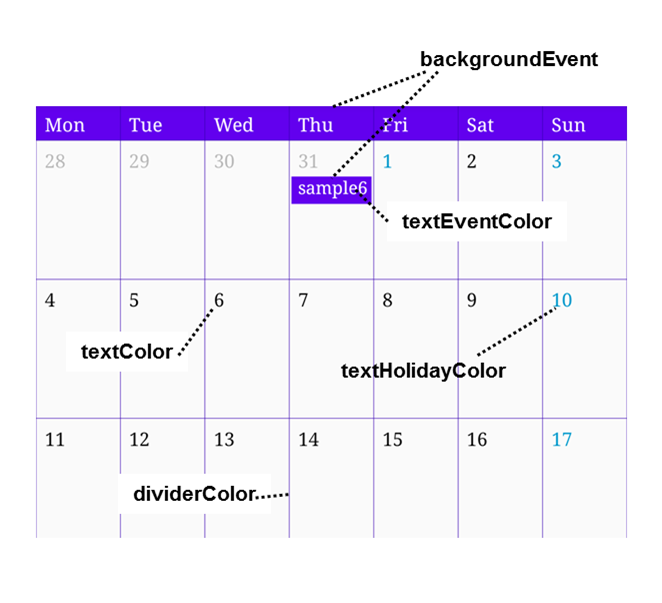 backgroundEvent
Mon Tue Wed Thu Fri Sat Sun
28 29 30 31 1 2 3
sample6
textEventColor
4 5 6 7 8 9 10
textColor
textHolidayColor
11 12 13 14 15 16 17
dividerColor